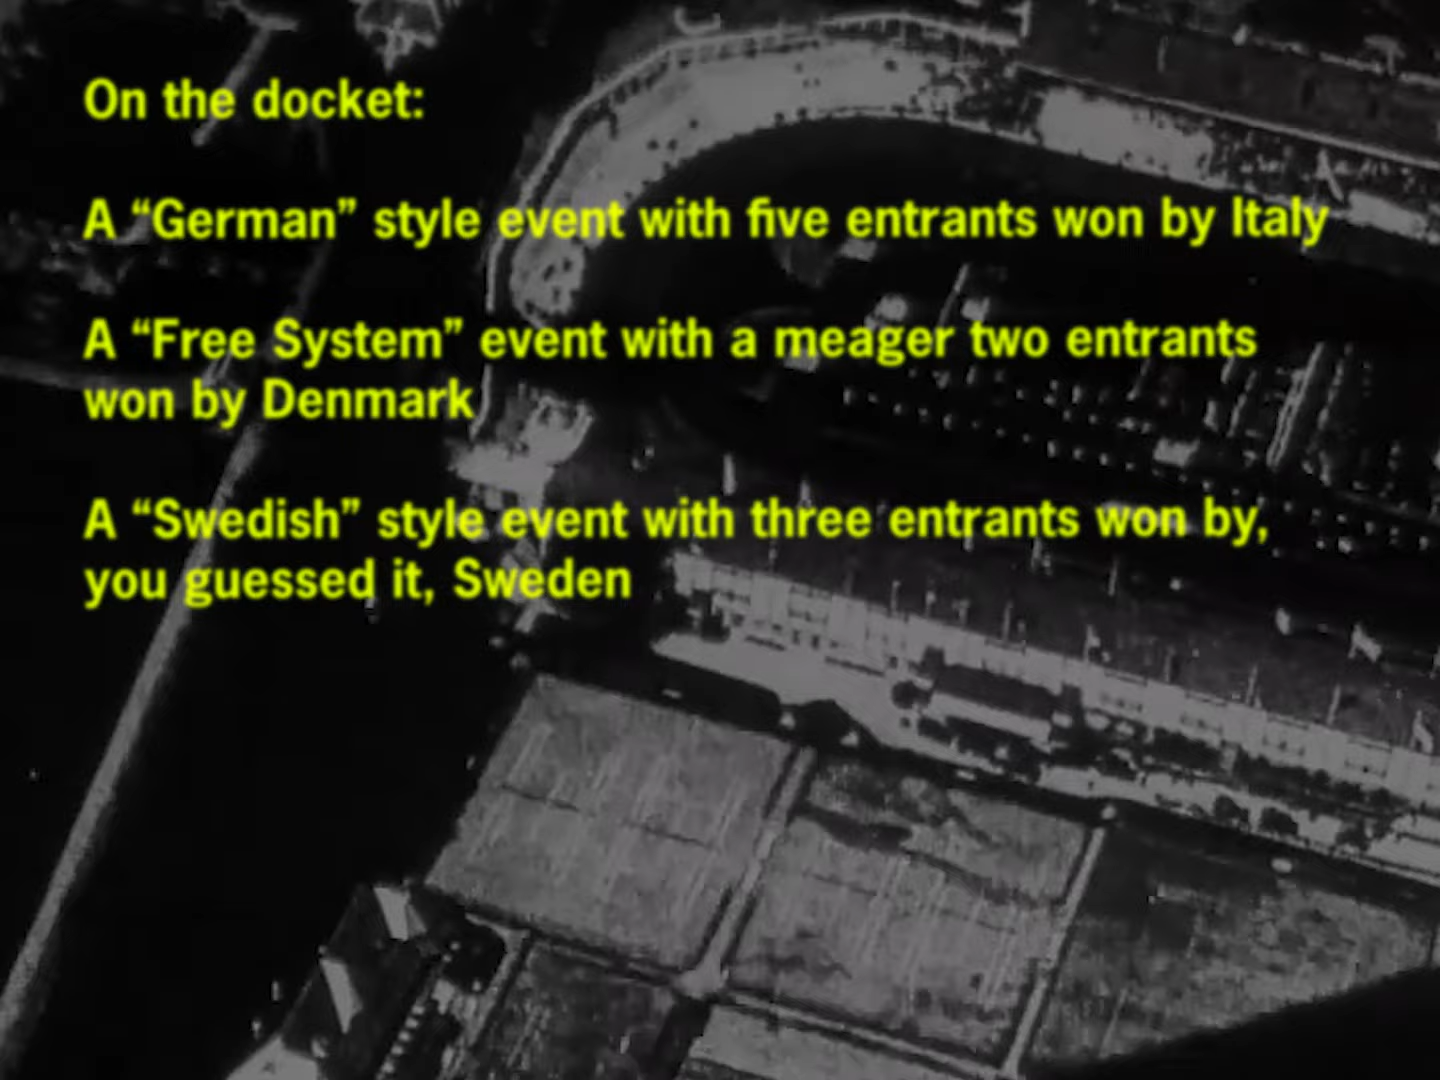 On the docket:
A “German” style event with five entrants won by Italy
A “Free System” event with a meager two entrants
won by Denmark
A “Swedish” style event with three entrants won by,
you guessed it, Sweden